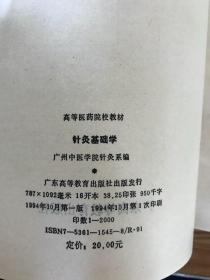 高等医药院校教材
针灸基础学
广州中医学院针灸系编
*
广东高等教育出版社出版发行
787×1092毫米 16开本 38.25印张 950千字
1994年10月第一版 1994年10月第1次印刷
印数1-2000
ISBN7-5361-1545-8/R·91
定价：20.00元